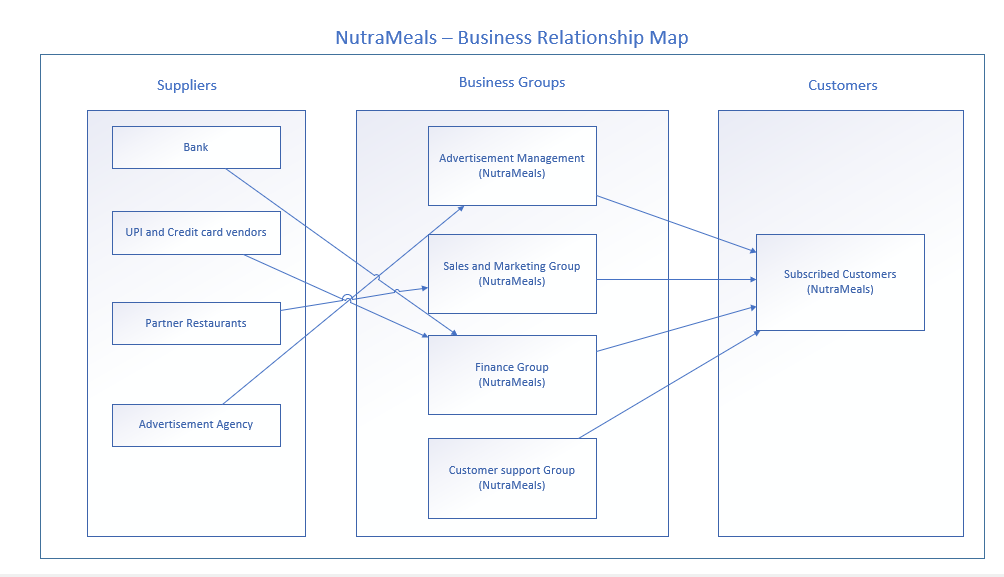 NutraMeals – Business Relationship Map
Suppliers
Business Groups
Customers
Bank
UPI and Credit card vendors
Partner Restaurants
Advertisement Agency
Advertisement Management
(NutraMeals)
Sales and Marketing Group
(NutraMeals)
Finance Group
(NutraMeals)
Customer support Group
(NutraMeals)
Subscribed Customers
(NutraMeals)